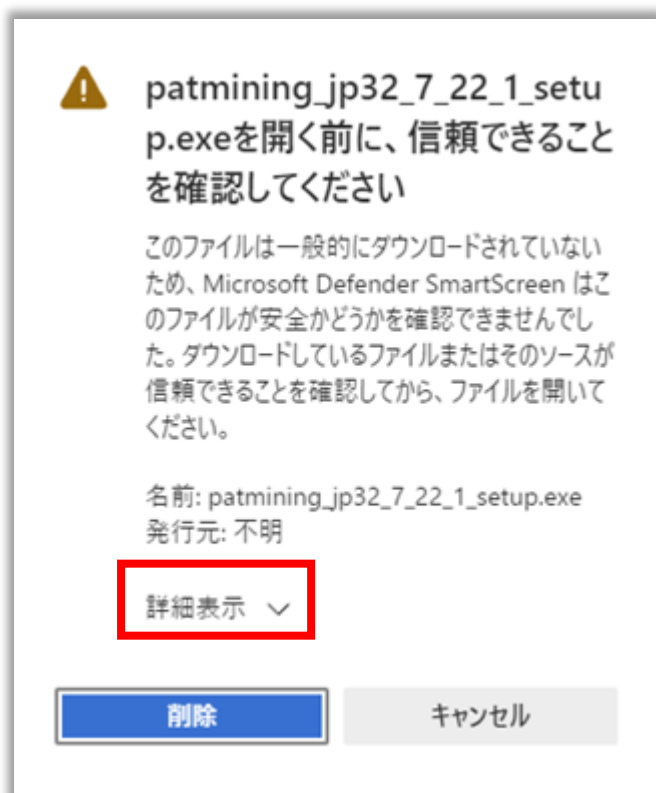 patmining_jp32_7_22_1_setu
p.exeを開く前に、信頼できること
を確認してください
このファイルは一般的にダウンロードされていない
ため、Microsoft Defender SmartScreen はこ
のファイルが安全かどうかを確認できませんでし
た。ダウンロードしているファイルまたはそのソースが
信頼できることを確認してから、ファイルを開いて
ください。
名前: patmining_jp32_7_22_1_setup.exe
発行元: 不明
詳細表示
削除
キャンセル